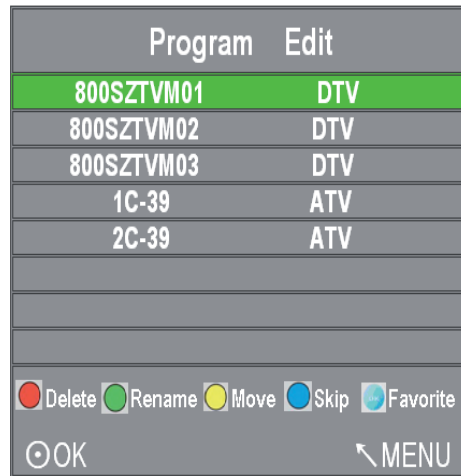 Program Edit
800SZTVM01 DTV
800SZTVM02 DTV
800SZTVM03 DTV
1C-39 ATV
2C-39 ATV
Delete Rename Move Skip Favorite
OK MENU